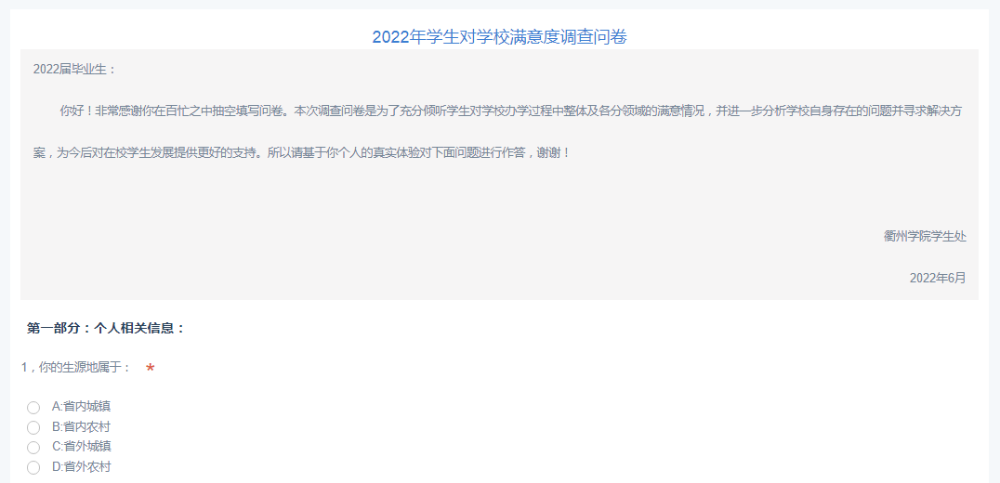 2022年学生对学校满意度调查问卷
2022届毕业生：
你好！非常感谢你在百忙之中抽空填写问卷。本次调查问卷是为了充分倾听学生对学校办学过程中整体及各分领域的满意情况，并进一步分析学校自身存在的问题并寻求解决方
案，为今后对在校学生发展提供更好的支持。所以请基于你个人的真实体验对下面问题进行作答，谢谢！
衢州学院学生处
2022年6月
第一部分：个人相关信息：
1，你的生源地属于： *
A:省内城镇
B:省内农村
C:省外城镇
D:省外农村